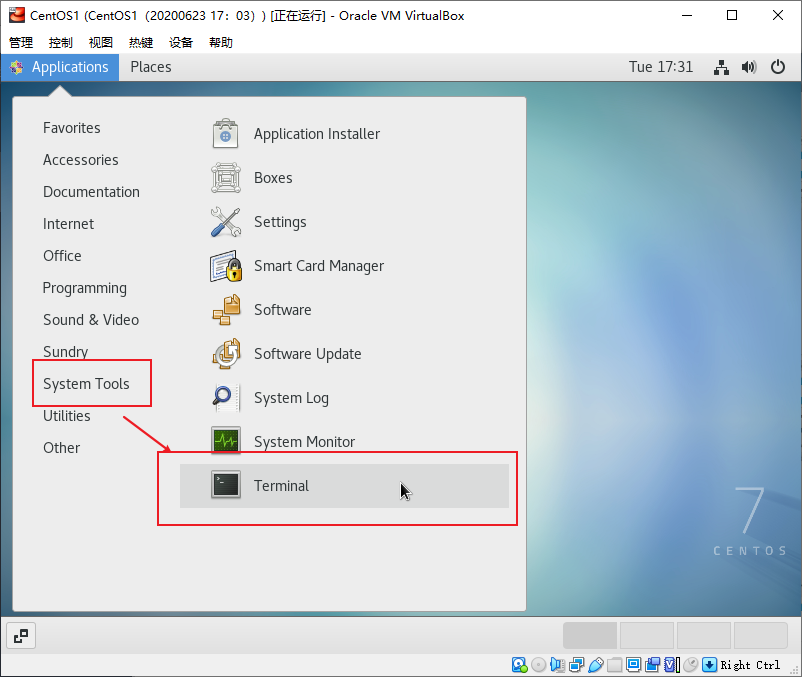 CentOS1 (CentOS1（20200623 17：03）) [正在运行] - Oracle VM VirtualBox
管理 控制 视图 热键 设备 帮助
Applications Places Tue 17:31
Favorites
Accessories
Documentation
Internet
Office
Programming
Sound & Video
Sundry
System Tools
Utilities
Other
Application Installer
Boxes
Settings
Smart Card Manager
Software
Software Update
System Log
System Monitor
Terminal
7
CENTOS
Right Ctrl